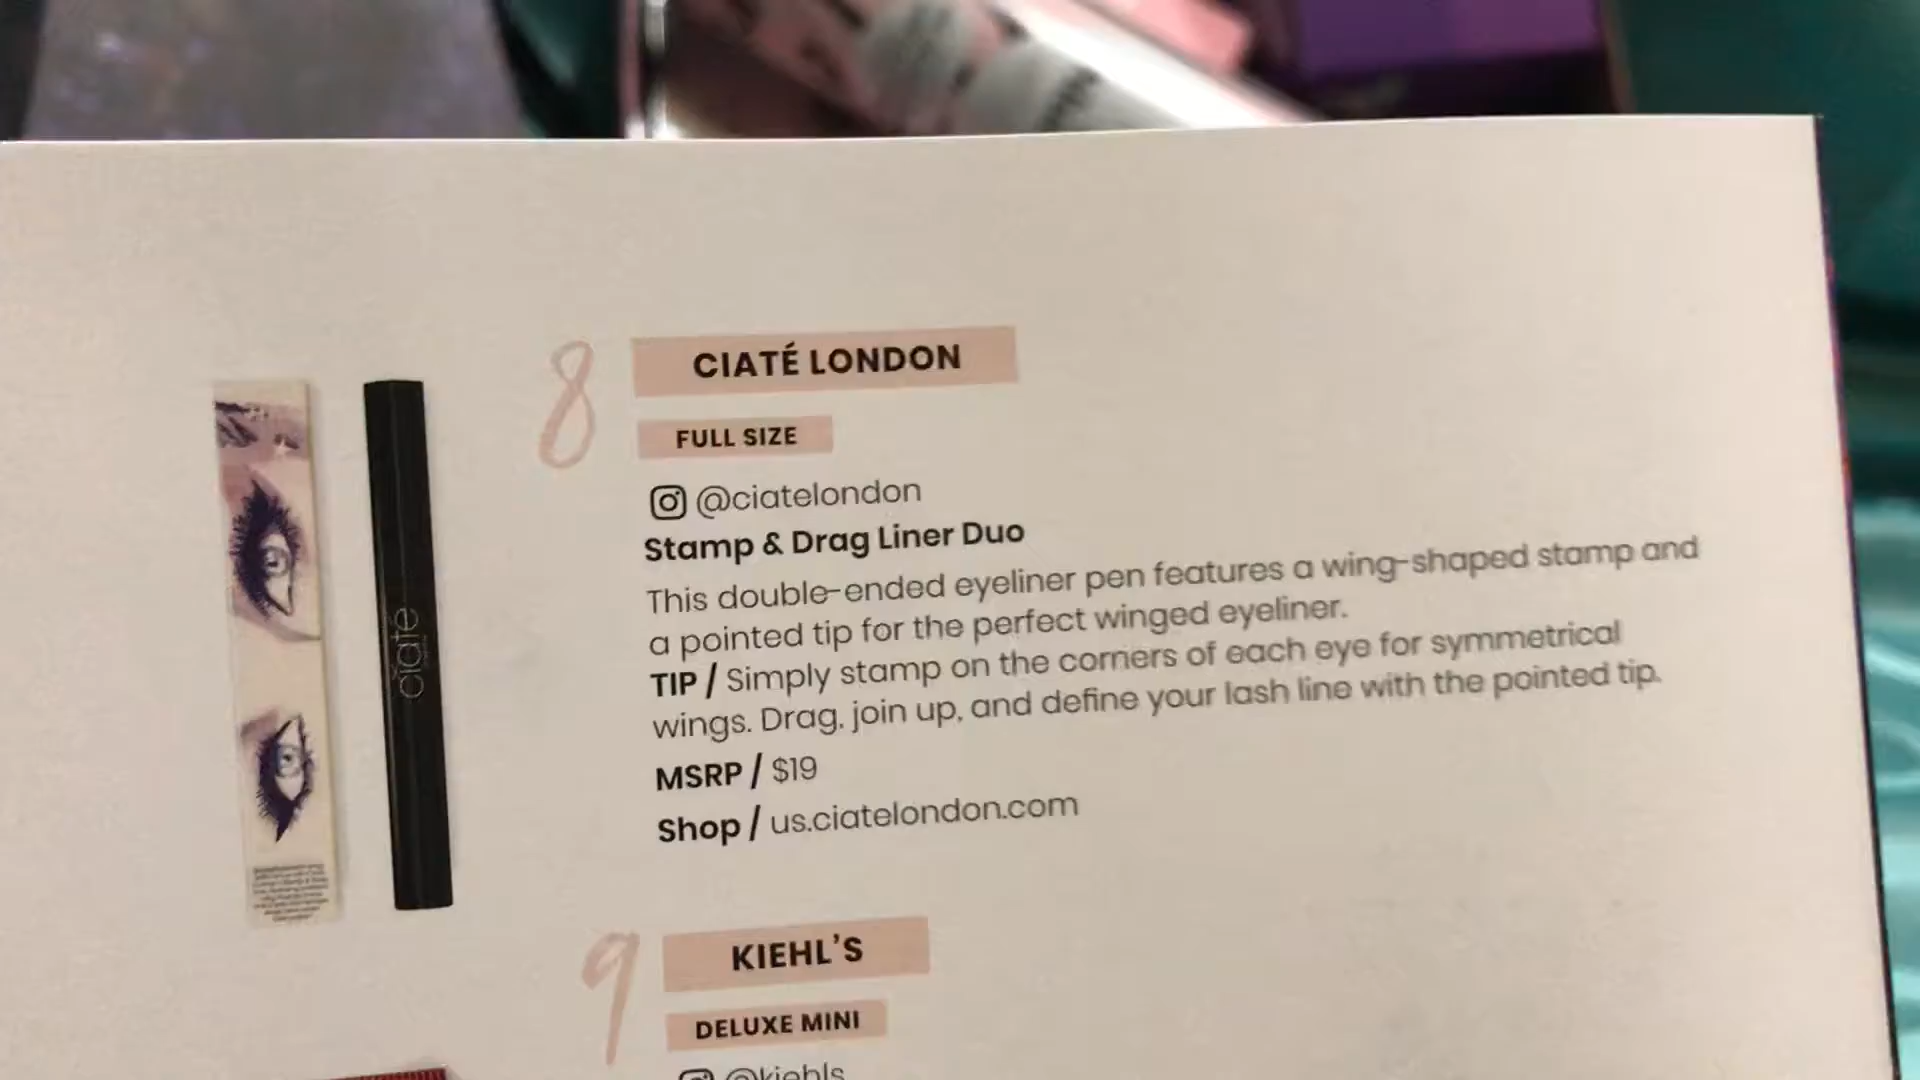 8
CIATÉ LONDON
FULL SIZE
@ciatelondon
Stamp & Drag Liner Duo
This double-ended eyeliner pen features a wing-shaped stamp and
a pointed tip for the perfect winged eyeliner.
TIP / Simply stamp on the corners of each eye for symmetrical
wings. Drag, join up, and define your lash line with the pointed tip.
MSRP / $19
Shop / us.ciatelondon.com
ciaté
9
KIEHL'S
DELUXE MINI
@kiehls